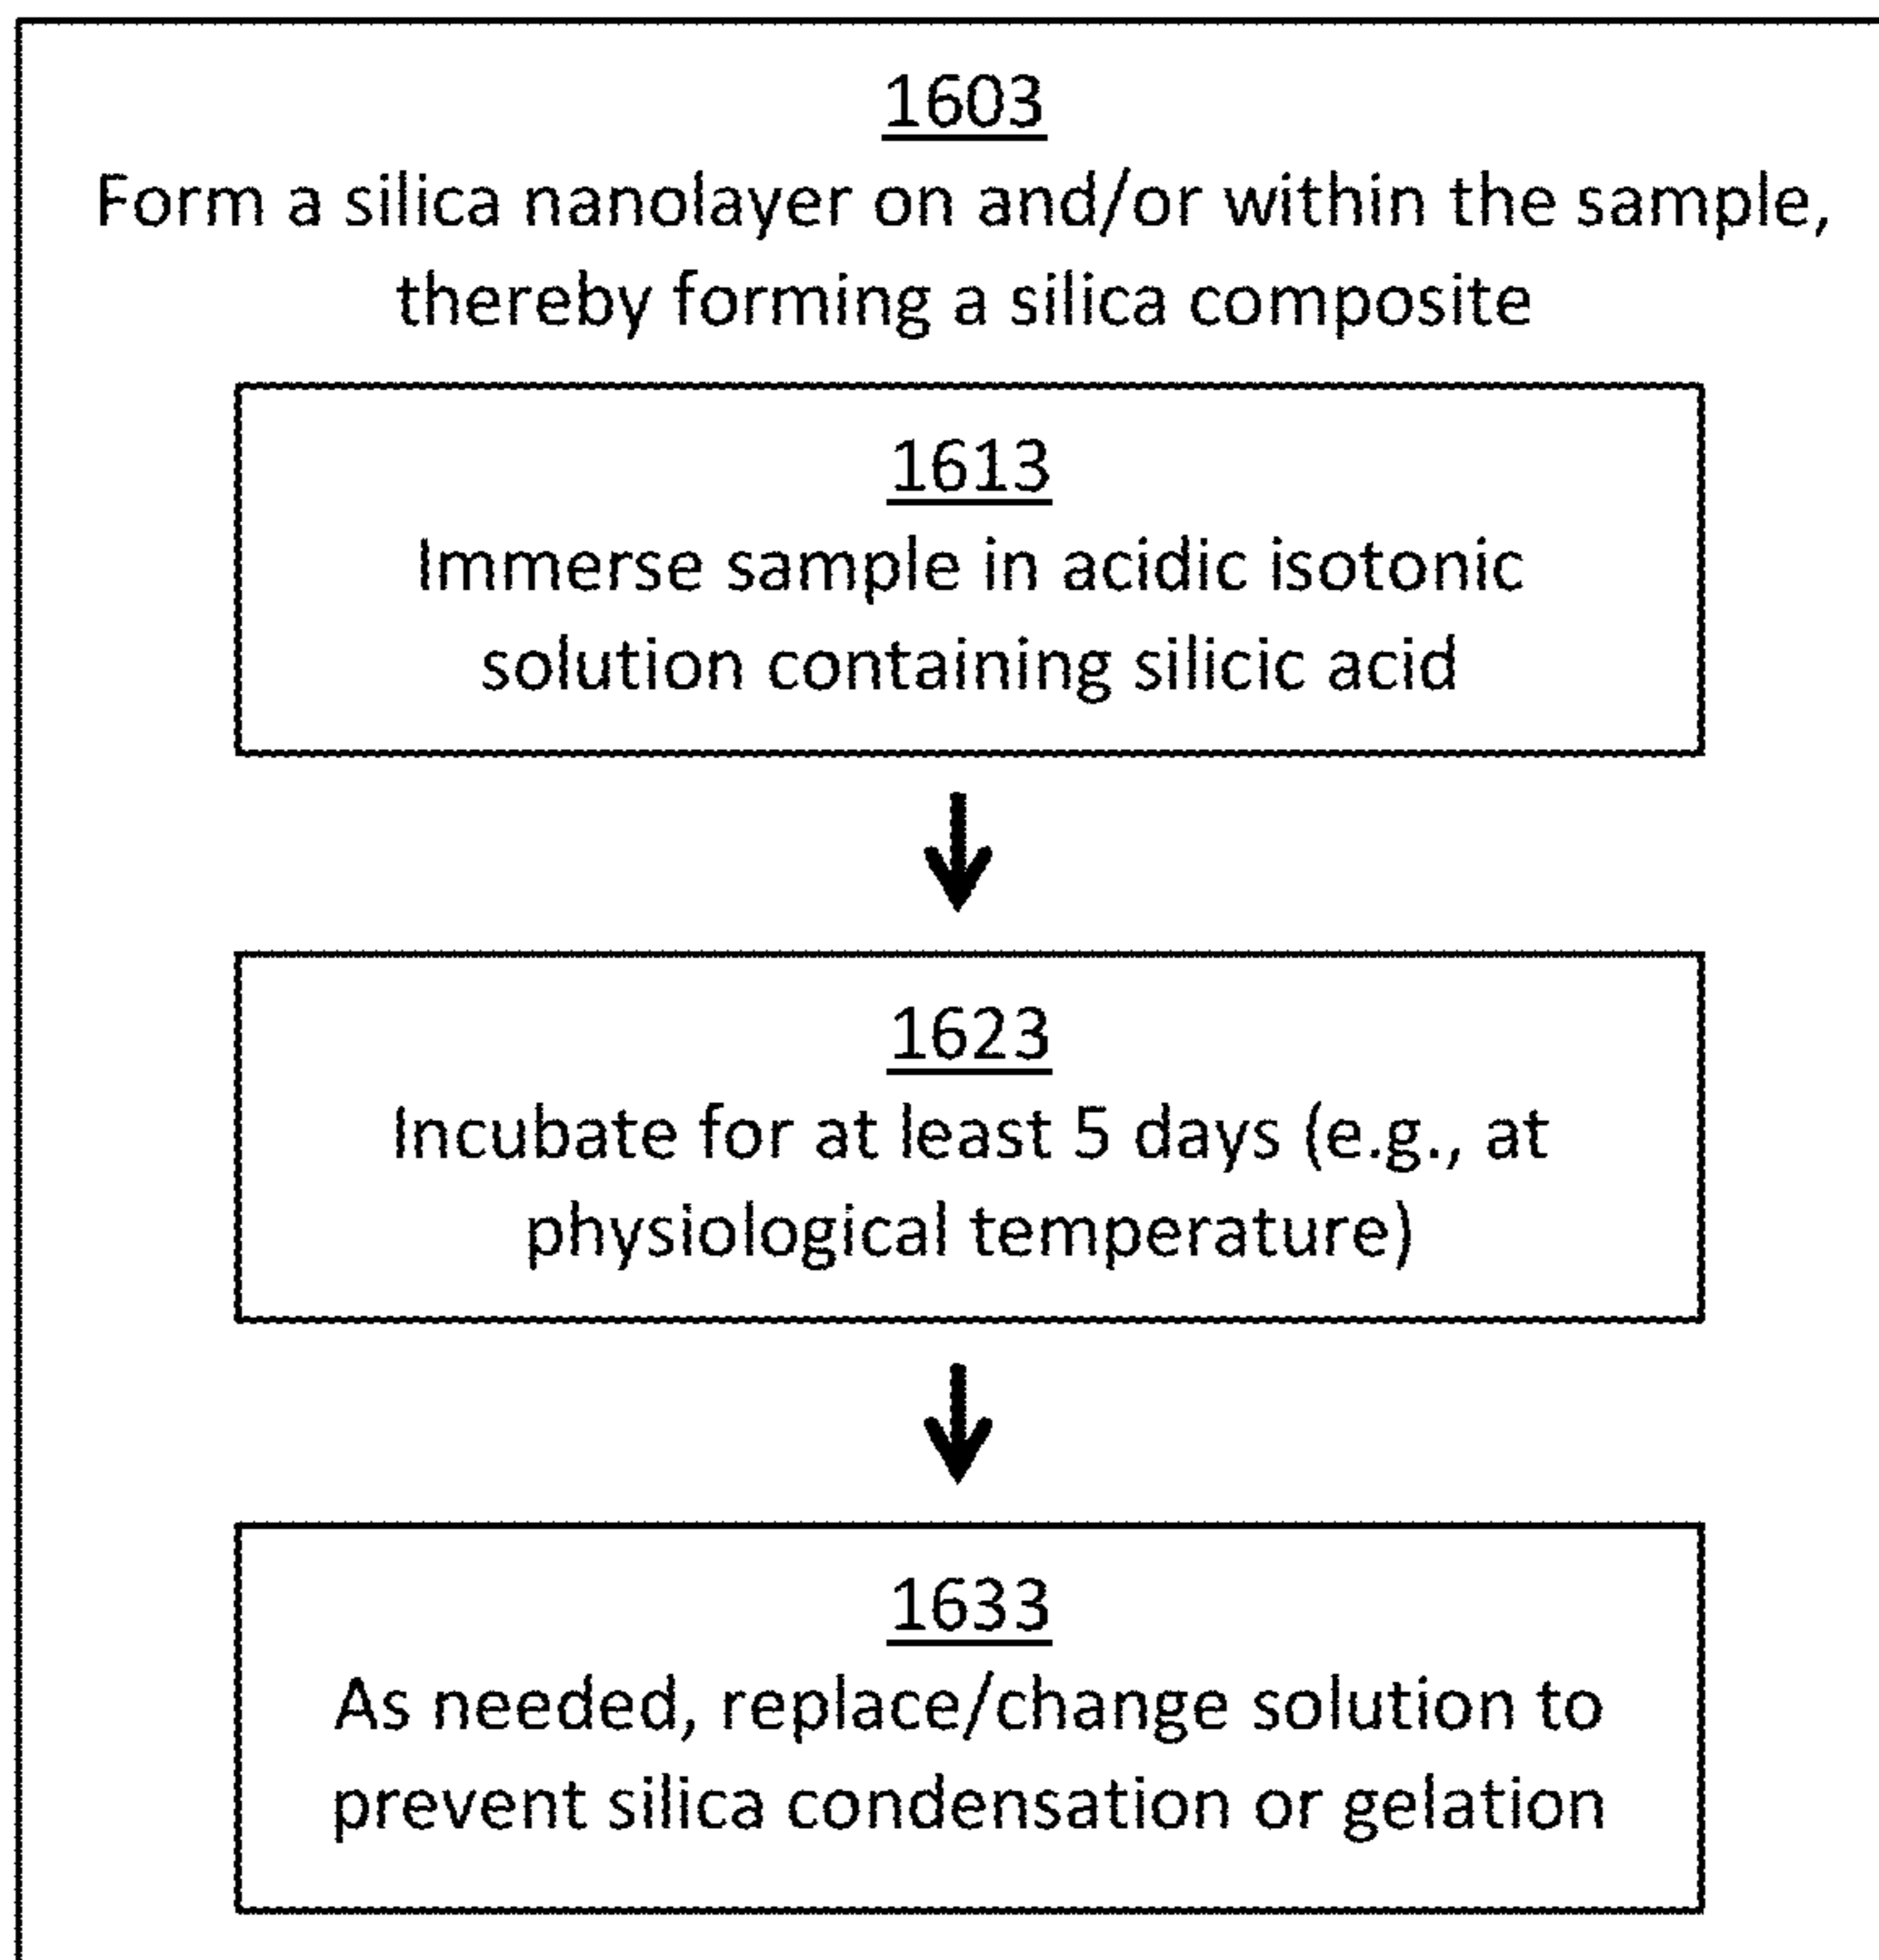 1603
Form a silica nanolayer on and/or within the sample,
thereby forming a silica composite
1613
Immerse sample in acidic isotonic
solution containing silicic acid
1623
Incubate for at least 5 days (e.g., at
physiological temperature)
1633
As needed, replace/change solution to
prevent silica condensation or gelation